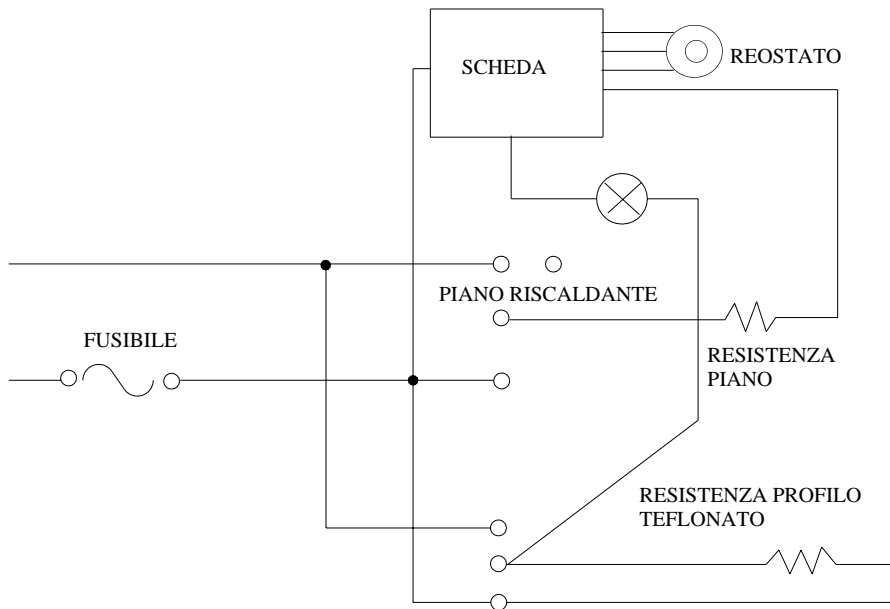 SCHEDA
REOSTATO
PIANO RISCALDANTE
FUSIBILE
RESISTENZA
PIANO
RESISTENZA PROFILO
TEFLONATO